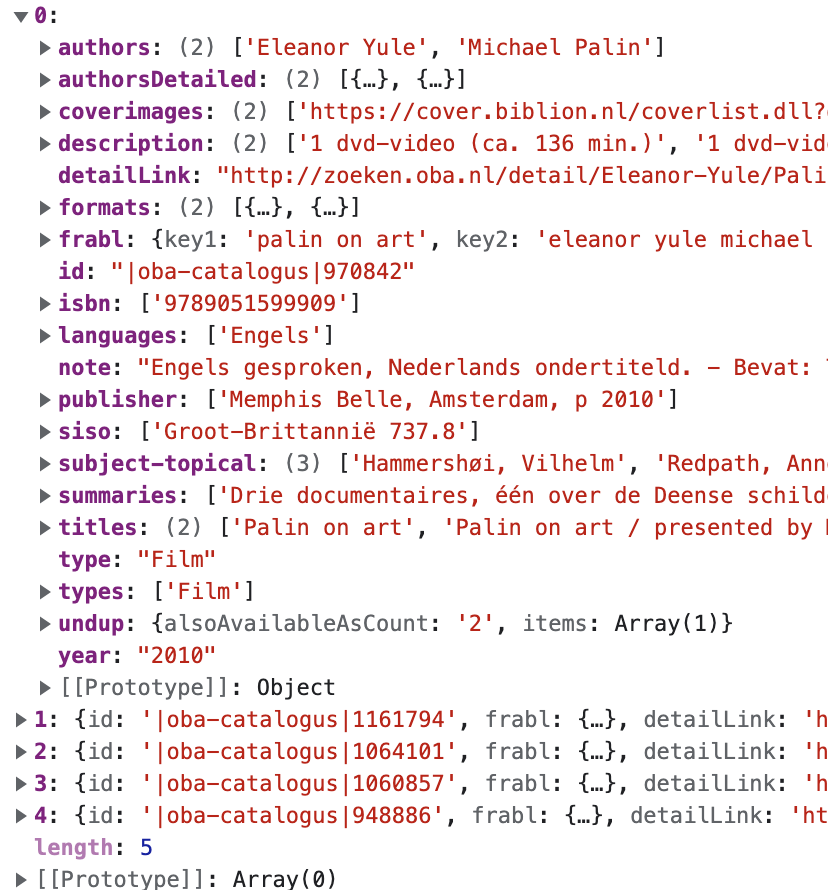 ▼0:
▶authors: (2) ['Eleanor Yule', 'Michael Palin']
▶authorsDetailed: (2) [{…}, {…}]
▶coverimages: (2) ['https://cover.biblion.nl/coverlist.dll?
▶description: (2) ['1 dvd-video (ca. 136 min.)', '1 dvd-vid
detailLink: "http://zoeken.oba.nl/detail/Eleanor-Yule/Pali
▶formats: (2) [{…}, {…}]
▶frabl: {key1: 'palin on art', key2: 'eleanor yule michael
id: "|oba-catalogus|970842"
▶isbn: ['9789051599909']
▶languages: ['Engels']
note: "Engels gesproken, Nederlands ondertiteld. - Bevat:
▶publisher: ['Memphis Belle, Amsterdam, p 2010']
▶siso: ['Groot-Brittannië 737.8']
▶subject-topical: (3) ['Hammershøi, Vilhelm', 'Redpath, Ann
▶summaries: ['Drie documentaires, één over de Deense schild
▶titles: (2) ['Palin on art', 'Palin on art / presented by
type: "Film"
▶types: ['Film']
▶undup: {alsoAvailableAsCount: '2', items: Array(1)}
year: "2010"
▶[[Prototype]]: Object
▶1: {id: '|oba-catalogus|1161794', frabl: {…}, detailLink: 'h
▶2: {id: '|oba-catalogus|1064101', frabl: {…}, detailLink: 'h
▶3: {id: '|oba-catalogus|1060857', frabl: {…}, detailLink: 'h
▶4: {id: '|oba-catalogus|948886', frabl: {…}, detailLink: 'ht
length: 5
▶[[Prototype]]: Array(0)